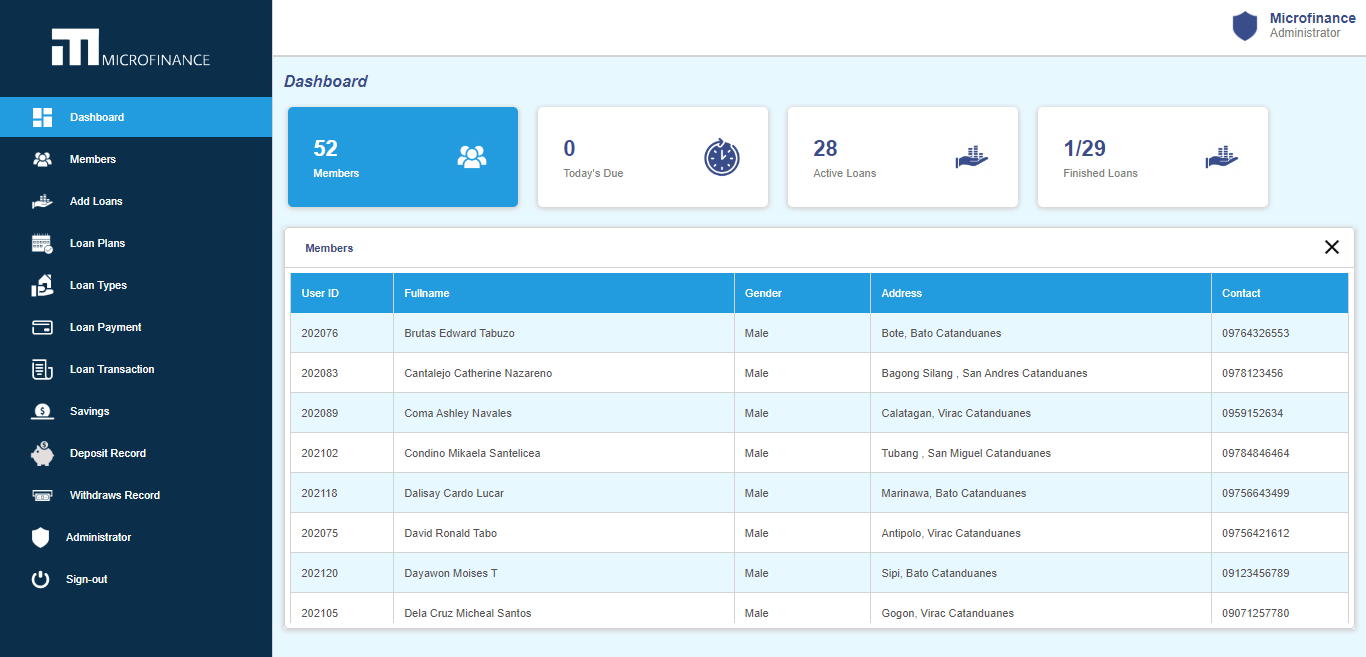 MICROFINANCE
Microfinance
Administrator
Dashboard
Members
Add Loans
Loan Plans
Loan Types
Loan Payment
Loan Transaction
Savings
Deposit Record
Withdraws Record
Administrator
Sign-out
Dashboard
52
Members
0
Today's Due
28
Active Loans
1/29
Finished Loans
Members
User ID Fullname Gender Address Contact
202076 Brutas Edward Tabuzo Male Bote, Bato Catanduanes 09764326553
202083 Cantalejo Catherine Nazareno Male Bagong Silang , San Andres Catanduanes 0978123456
202089 Coma Ashley Navales Male Calatagan, Virac Catanduanes 0959152634
202102 Condino Mikaela Santelicea Male Tubang , San Miguel Catanduanes 09784846464
202118 Dalisay Cardo Lucar Male Marinawa, Bato Catanduanes 09756643499
202075 David Ronald Tabo Male Antipolo, Virac Catanduanes 09756421612
202120 Dayawon Moises T Male Sipi, Bato Catanduanes 09123456789
202105 Dela Cruz Micheal Santos Male Gogon, Virac Catanduanes 09071257780